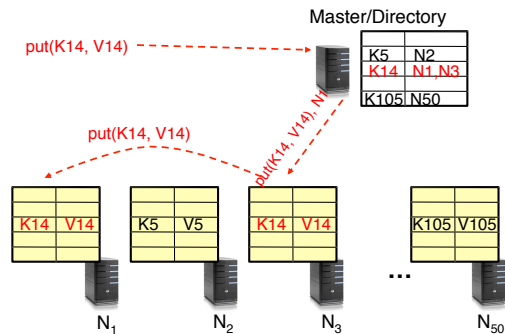 Master/Directory
put(K14, V14)
K5 N2
K14 N1,N3
K105 N50
put(K14, V14), N1
put(K14, V14)
K14 V14
K5 V5
K14 V14
K105 V105
...
N1
N2
N3
N50